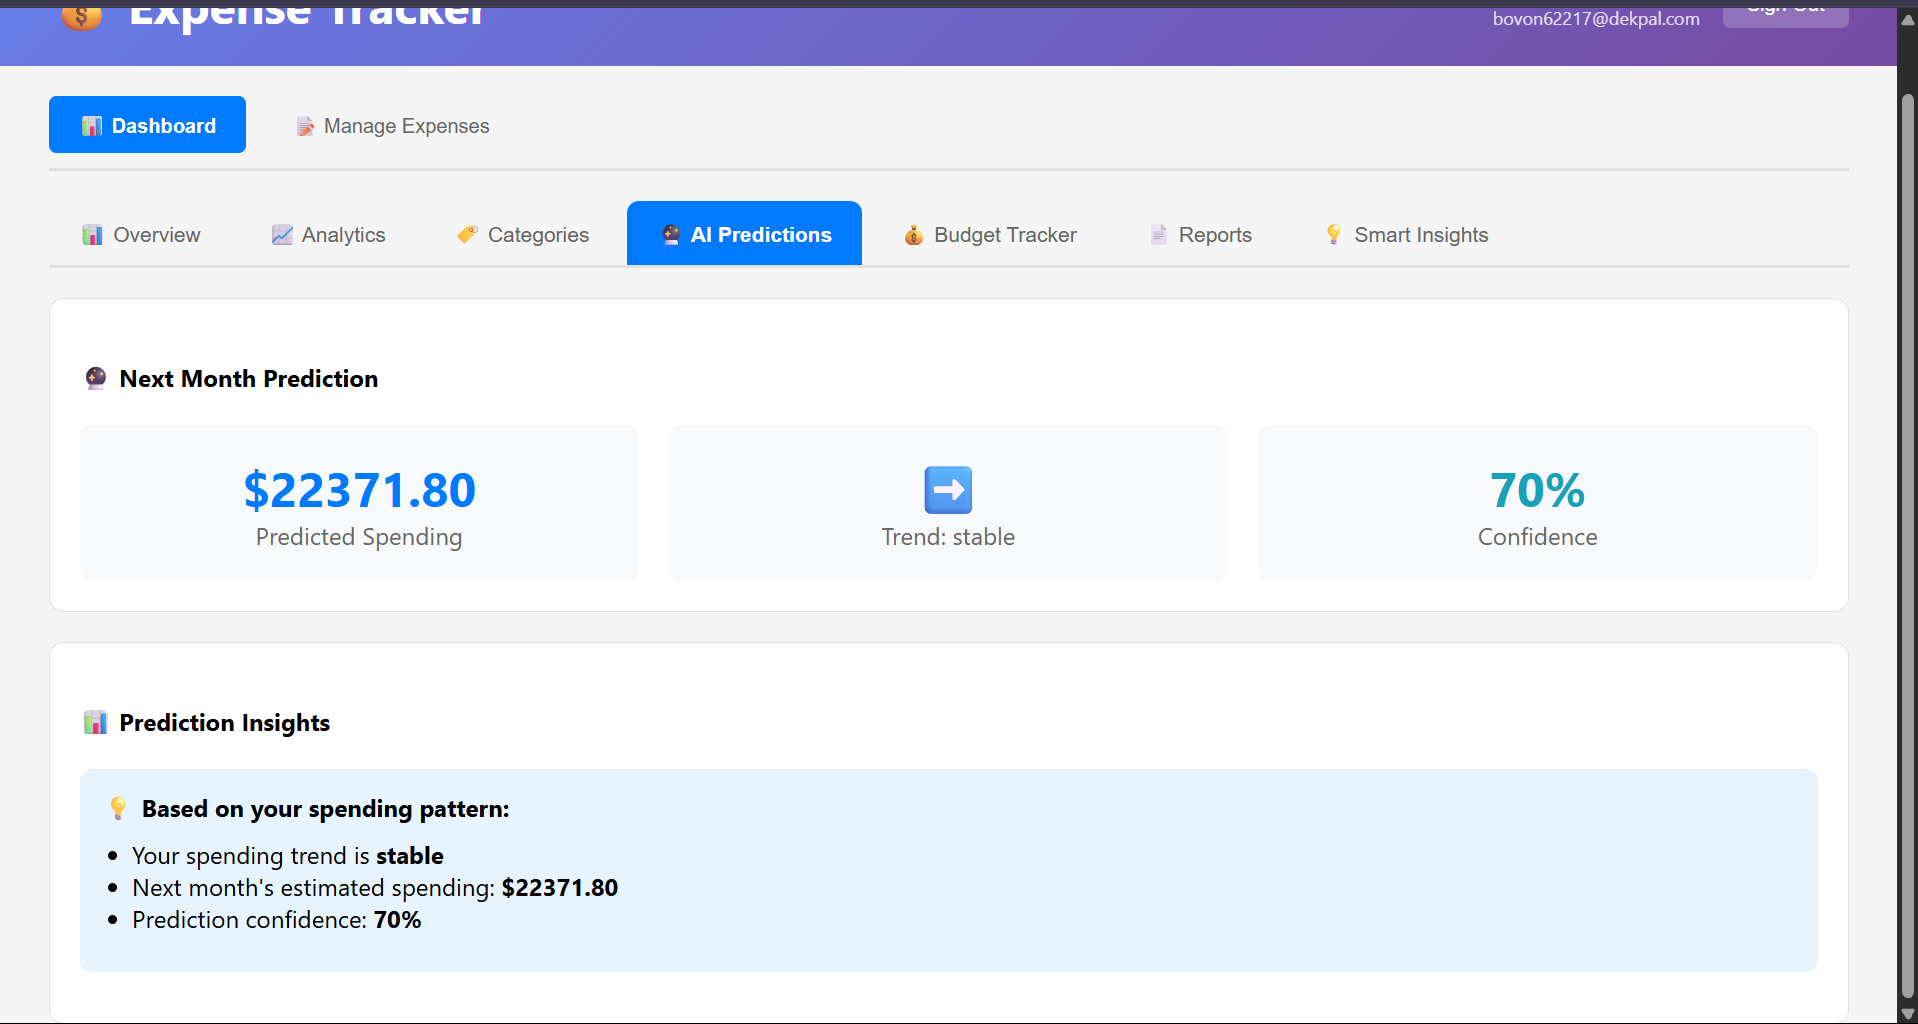 Expense Tracker
bovon62217@dekpal.com
Sign Out
Dashboard
Manage Expenses
Overview
Analytics
Categories
AI Predictions
Budget Tracker
Reports
Smart Insights
Next Month Prediction
$22371.80
Predicted Spending
Trend: stable
70%
Confidence
Prediction Insights
Based on your spending pattern:
Your spending trend is stable
Next month's estimated spending: $22371.80
Prediction confidence: 70%